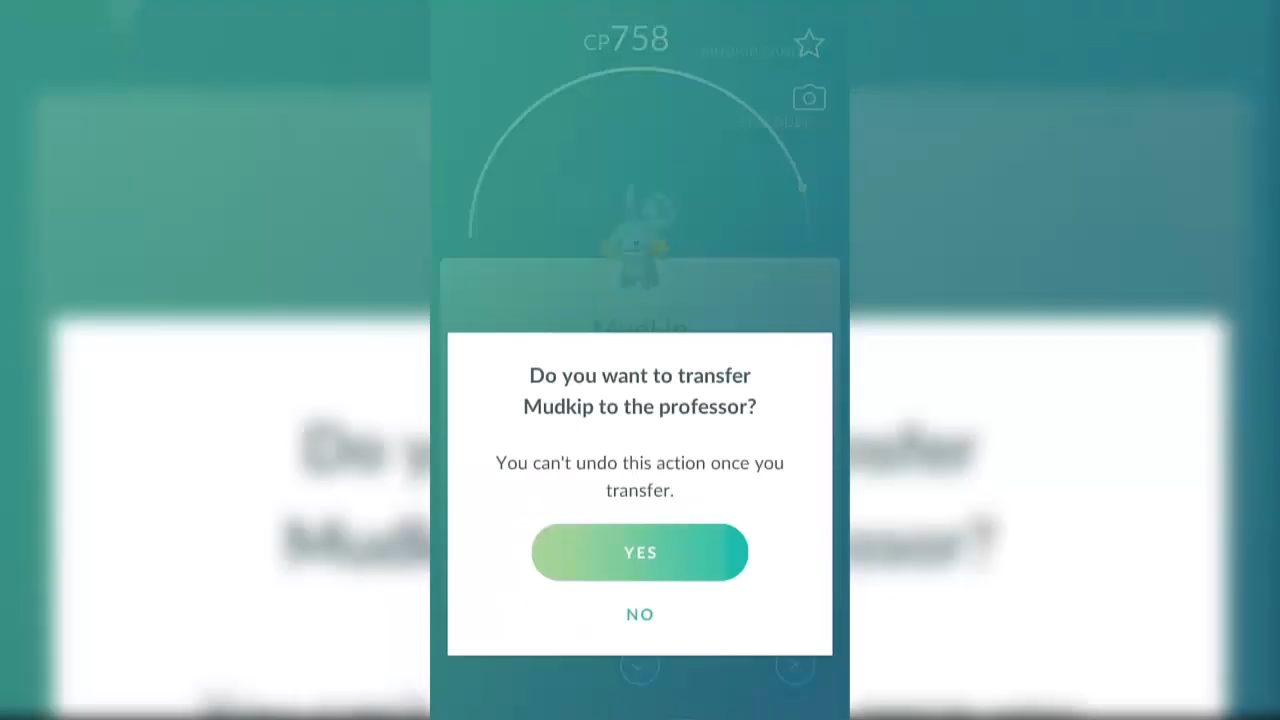 CP758
Mudkip
Do you want to transfer
Mudkip to the professor?
You can't undo this action once you
transfer.
YES
NO